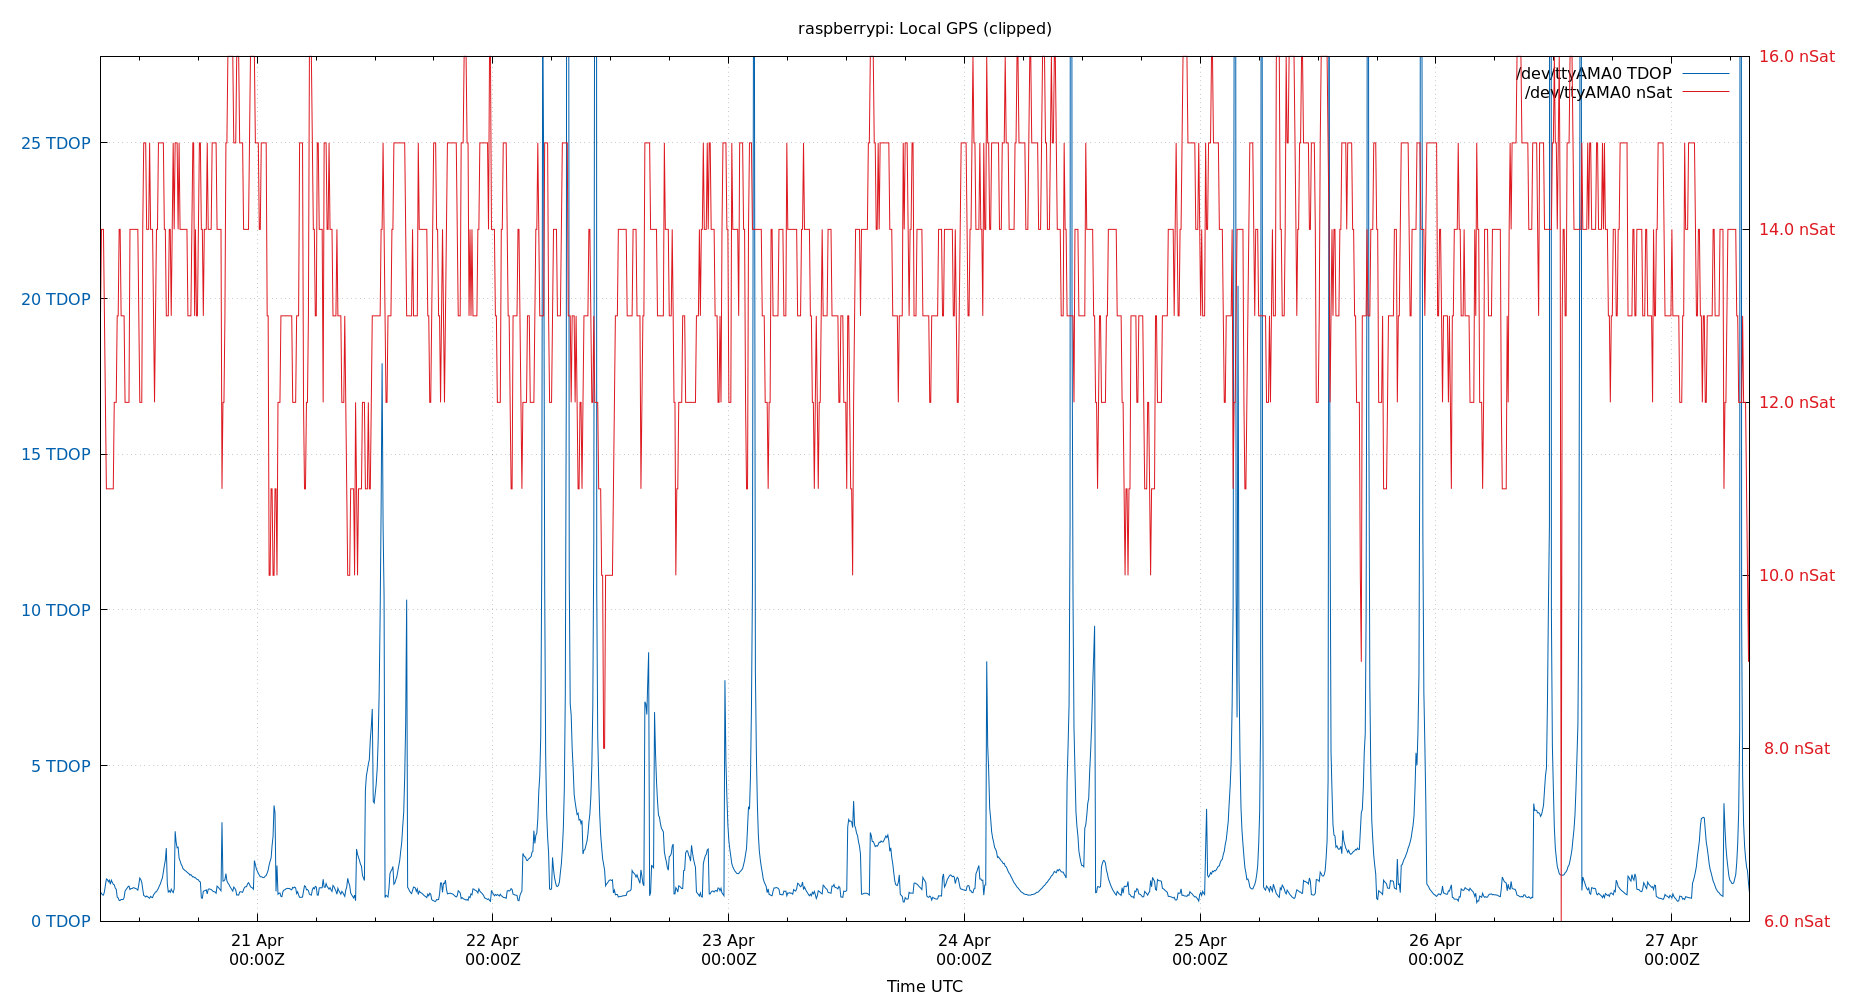 raspberrypi: Local GPS (clipped)
16.0 nSat
/dev/ttyAMA0 TDOP
/dev/ttyAMA0 nSat
25 TDOP
14.0 nSat
20 TDOP
12.0 nSat
15 TDOP
10.0 nSat
10 TDOP
8.0 nSat
5 TDOP
0 TDOP
6.0 nSat
21 Apr 22 Apr 23 Apr 24 Apr 25 Apr 26 Apr 27 Apr
00:00Z 00:00Z 00:00Z 00:00Z 00:00Z 00:00Z 00:00Z
Time UTC